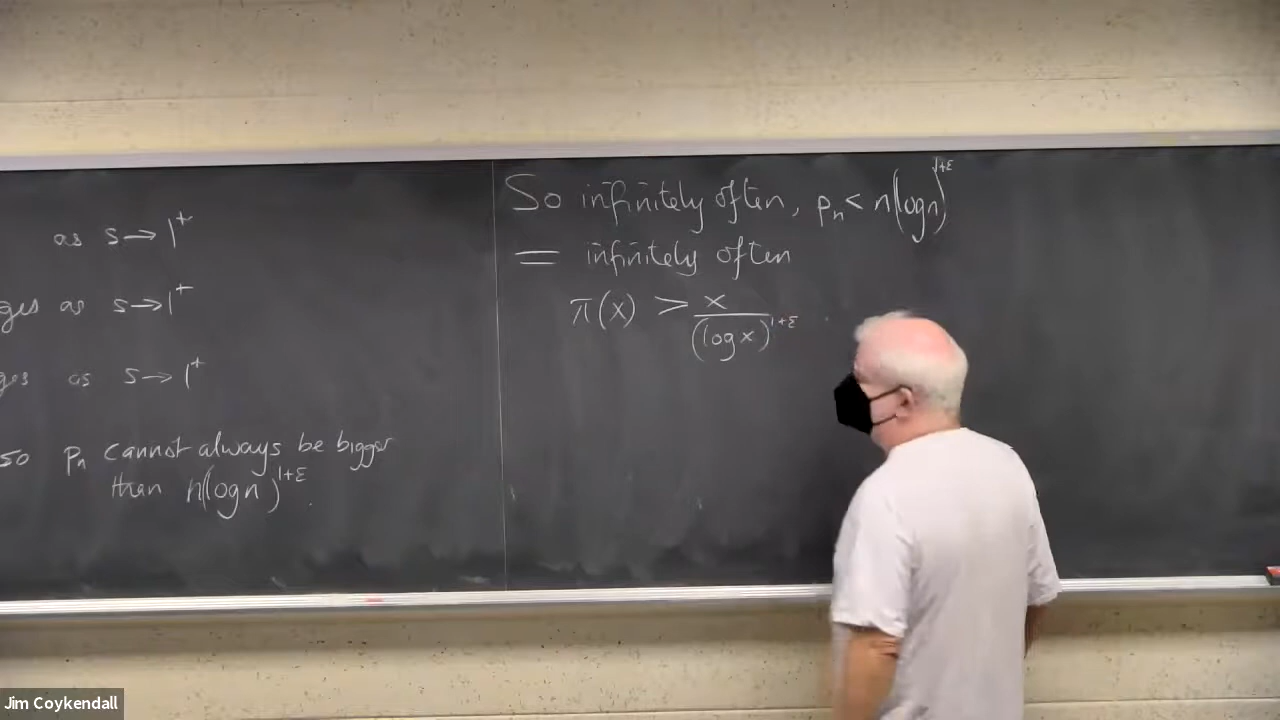 as s→1⁺
ges as s→1⁺
ges as s→1⁺
so pₙ cannot always be bigger
than n(log n)^{1+ε}.
So infinitely often, pₙ < n(log n)^{1+ε}
= infinitely often
π(x) > x/(log x)^{1+ε}
Jim Coykendall